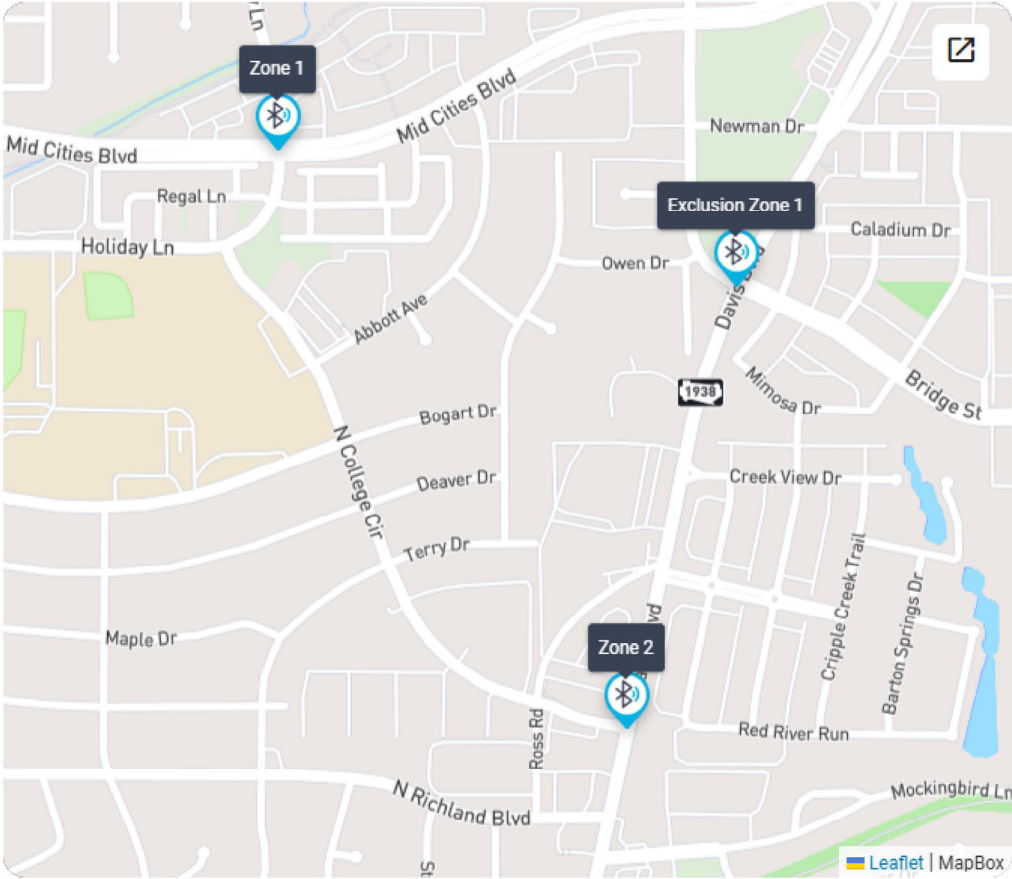 y Ln
Zone 1
Mid Cities Blvd
Mid Cities Blvd
Newman Dr
Regal Ln
Exclusion Zone 1
Caladium Dr
Holiday Ln
Owen Dr
Davis Blvd
Abbott Ave
1938
Mimosa Dr
Bridge St
Bogart Dr
N College Cir
Deaver Dr
Creek View Dr
Terry Dr
Cripple Creek Trail
Barton Springs Dr
Maple Dr
vd
Zone 2
Ross Rd
Red River Run
N Richland Blvd
Mockingbird Ln
St
Leaflet | MapBox